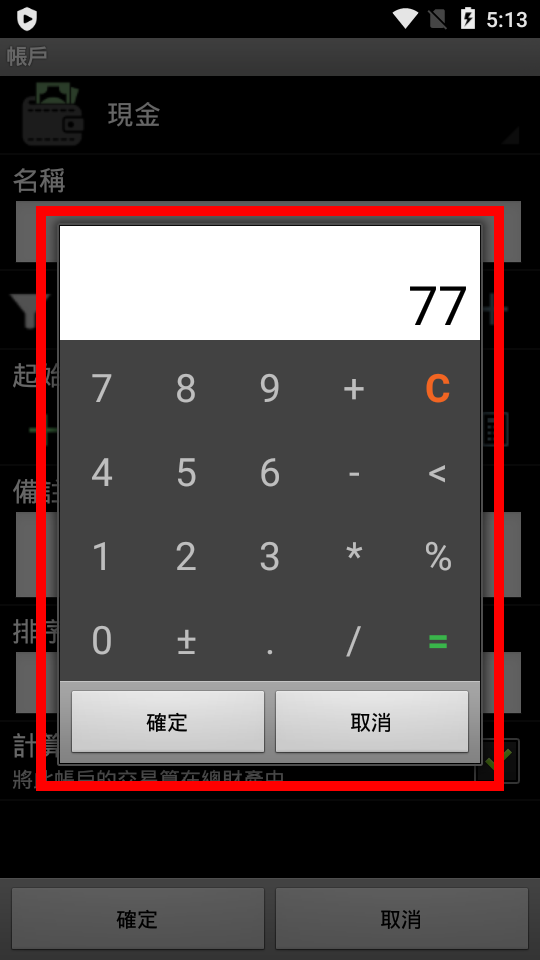 5:13
帳戶
現金
名稱
77
起始
7 8 9 + C
4 5 6 - <
備註
1 2 3 * %
排序
0 ± . / =
確定 取消
計算
將此帳戶的交易算在總財產中
確定 取消